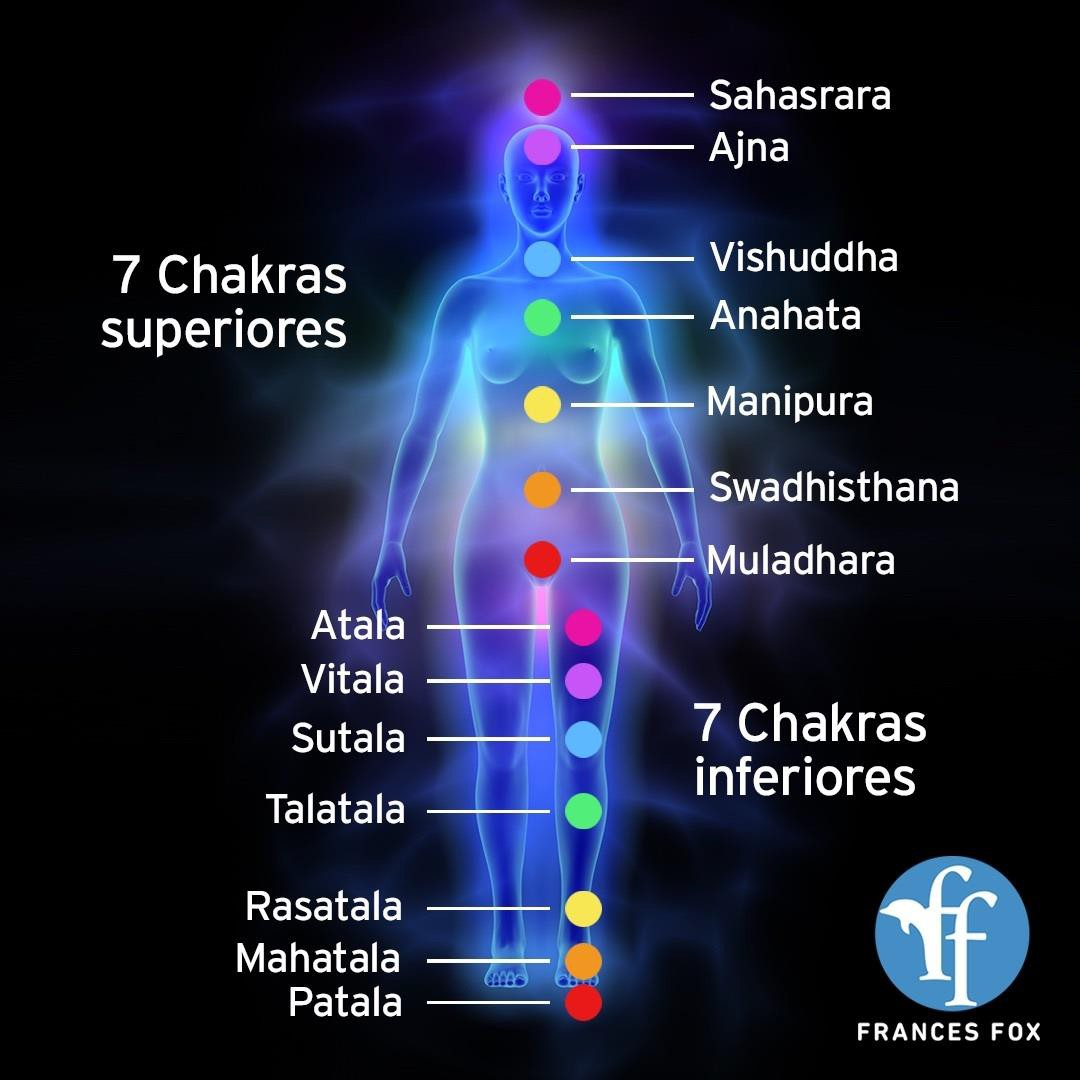 Sahasrara
Ajna
Vishuddha
Anahata
Manipura
Swadhisthana
Muladhara
7 Chakras
superiores
Atala
Vitala
Sutala
Talatala
Rasatala
Mahatala
Patala
7 Chakras
inferiores
ff
FRANCES FOX